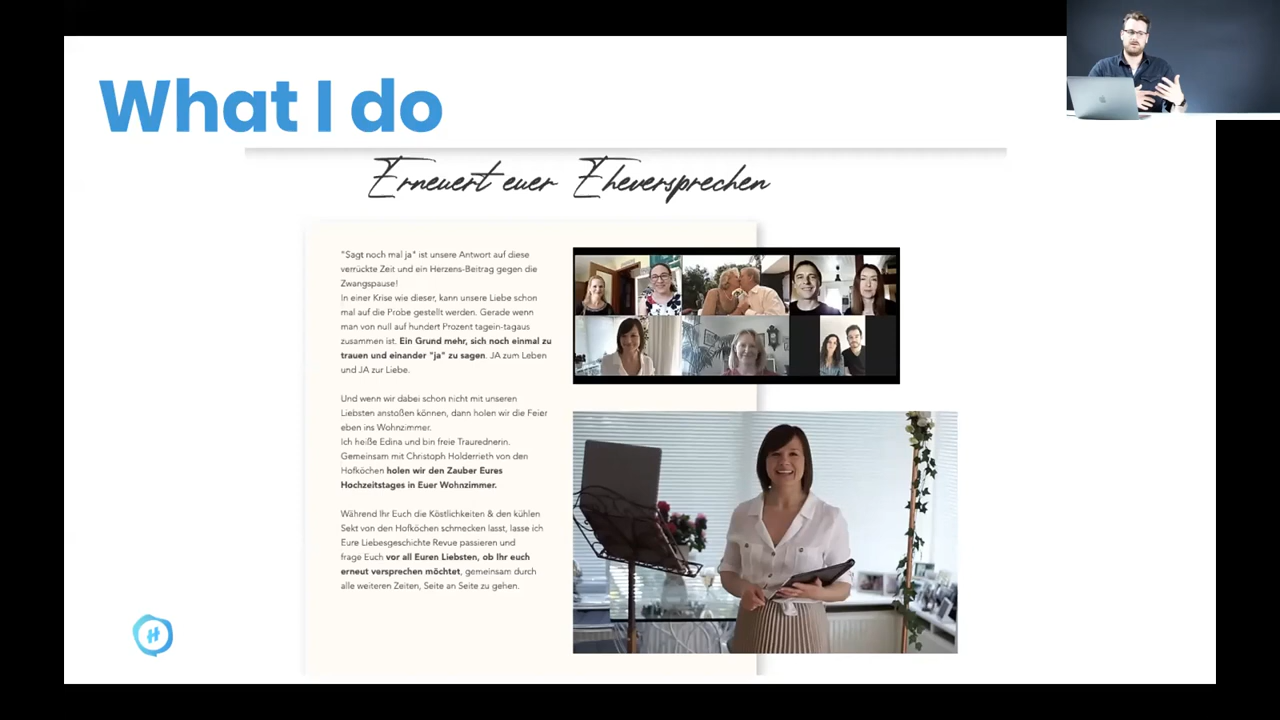 What I do
Erneuert euer Eheversprechen
"Sagt noch mal ja" ist unsere Antwort auf diese
verrückte Zeit und ein Herzens-Beitrag gegen die
Zwangspause!
In einer Krise wie dieser, kann unsere Liebe schon
mal auf die Probe gestellt werden. Gerade wenn
man von null auf hundert Prozent tagein-tagaus
zusammen ist. Ein Grund mehr, sich noch einmal zu
trauen und einander "ja" zu sagen. JA zum Leben
und JA zur Liebe.
Und wenn wir dabei schon nicht mit unseren
Liebsten anstoßen können, dann holen wir die Feier
eben ins Wohnzimmer.
Ich heiße Edina und bin freie Traurednerin.
Gemeinsam mit Christoph Holderrieth von den
Hofköchen holen wir den Zauber Eures
Hochzeitstages in Euer Wohnzimmer.
Während Ihr Euch die Köstlichkeiten & den kühlen
Sekt von den Hofköchen schmecken lasst, lasse ich
Eure Liebesgeschichte Revue passieren und
frage Euch vor all Euren Liebsten, ob Ihr euch
erneut versprechen möchtet, gemeinsam durch
alle weiteren Zeiten, Seite an Seite zu gehen.
H